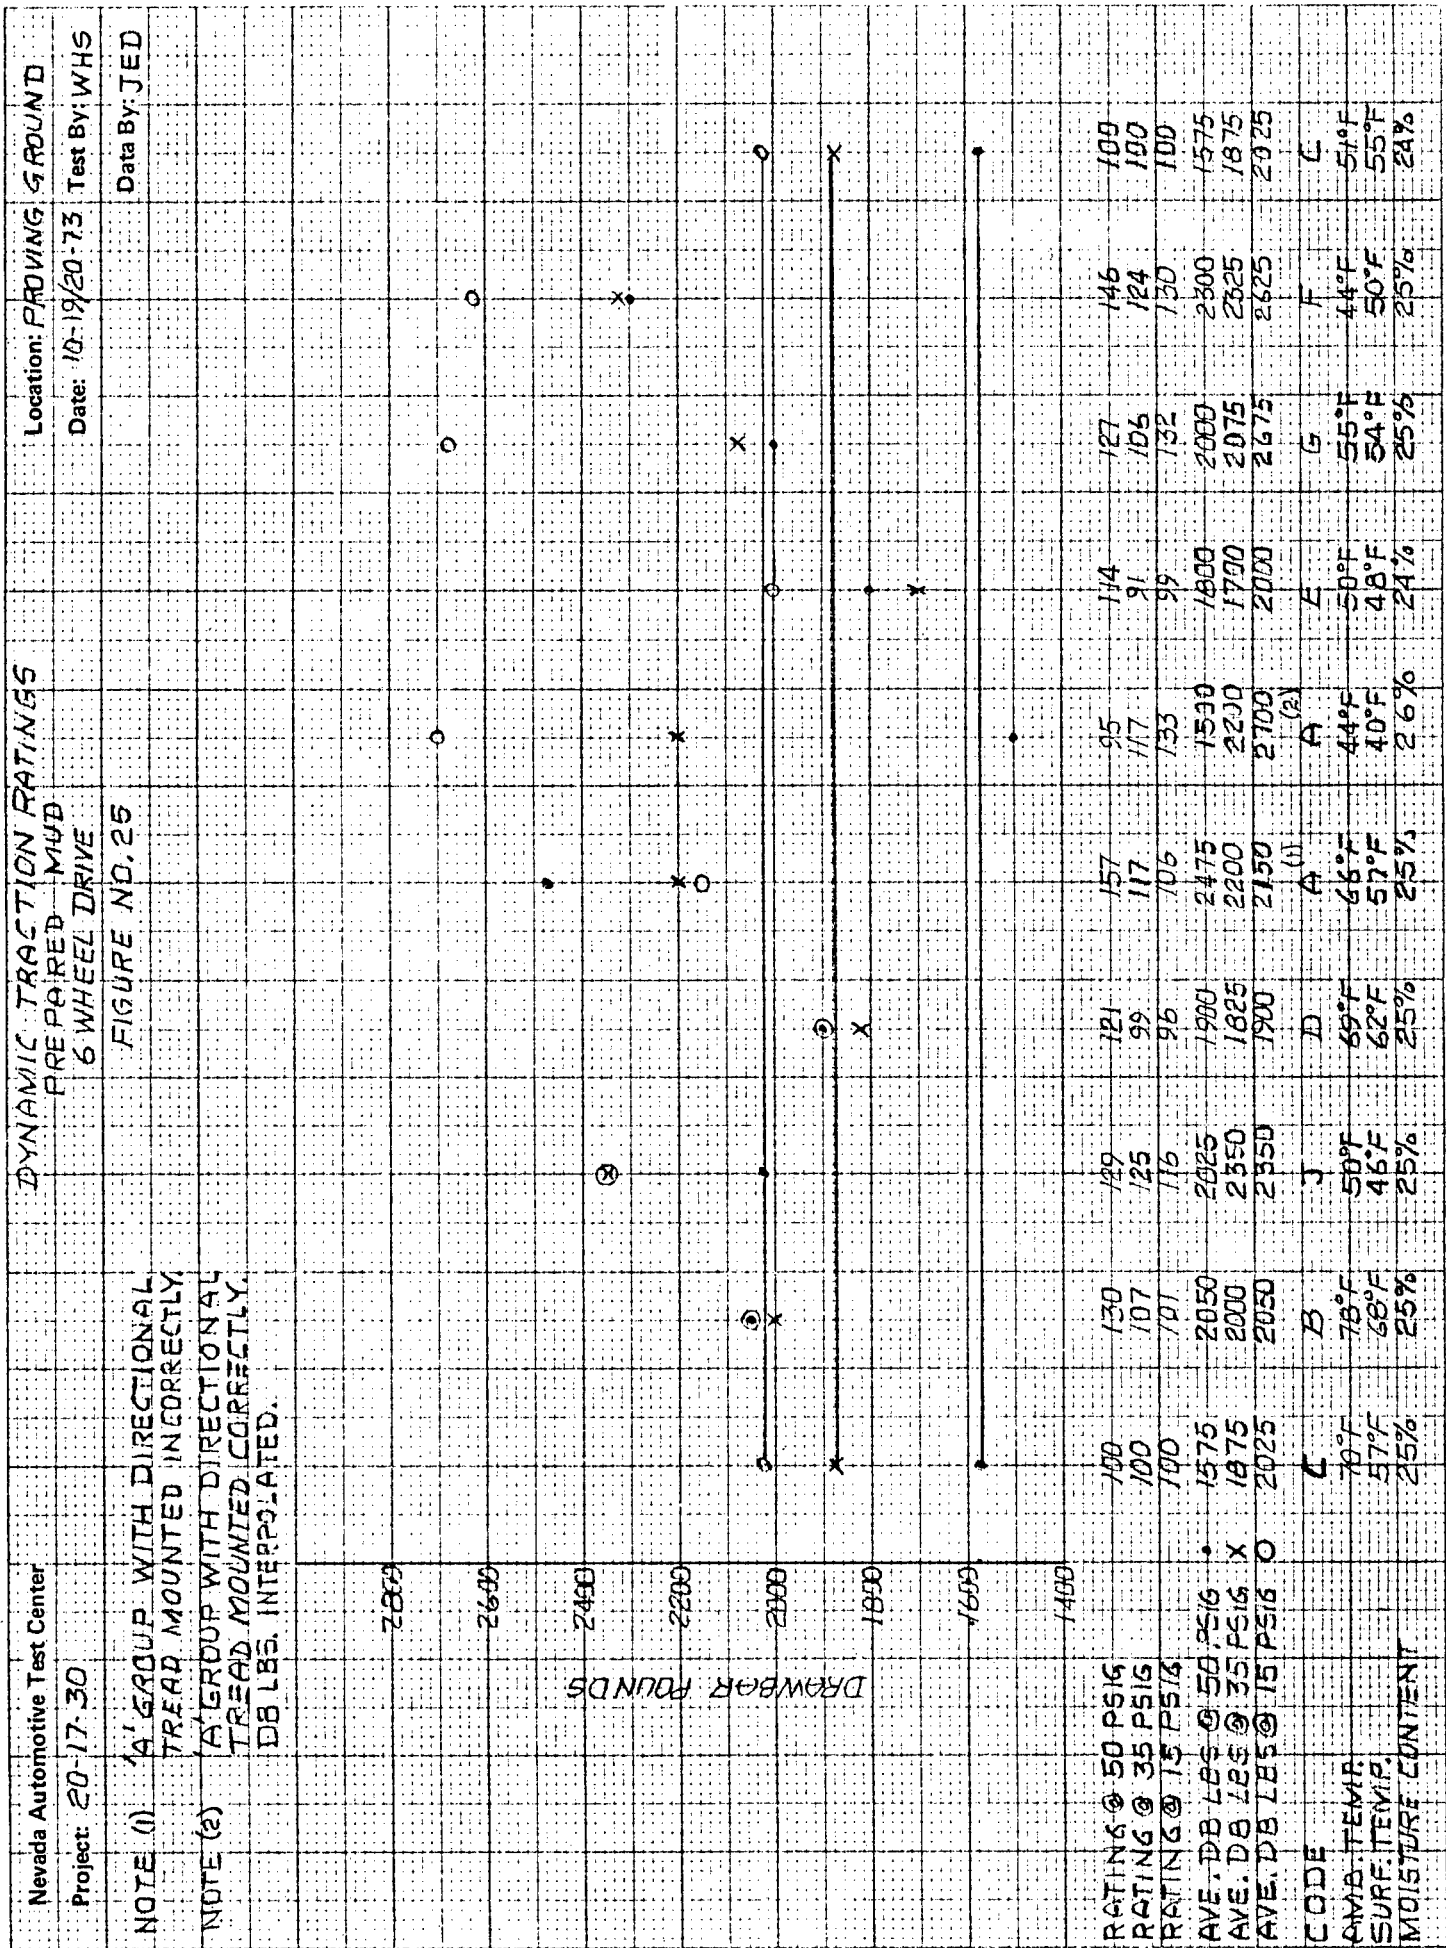 Nevada Automotive Test Center
DYNAMIC TRACTION RATINGS
Location: PROVING GROUND
Project: 20-17-30
PREPARED MUD
Date: 10-19/20-73 Test By: WHS
6 WHEEL DRIVE
Data By: JED
FIGURE NO. 25
NOTE (1) 'A' GROUP WITH DIRECTIONAL
TREAD MOUNTED INCORRECTLY.
NOTE (2) 'A' GROUP WITH DIRECTIONAL
TREAD MOUNTED CORRECTLY.
DB LBS. INTERPOLATED.
DRAWBAR POUNDS
2800
2600
2400
2200
2000
1800
1600
1400
RATING @ 50 PSIG 100 130 129 121 157 95 114 127 146 100
RATING @ 35 PSIG 100 107 125 99 117 117 91 106 124 100
RATING @ 15 PSIG 100 101 116 96 106 133 99 132 130 100
AVE. DB LBS @ 50 PSIG • 1575 2050 2025 1900 2475 1500 1800 2000 2300 1575
AVE. DB LBS @ 35 PSIG X 1875 2000 2350 1825 2200 2200 1700 2075 2325 1875
AVE. DB LBS @ 15 PSIG O 2025 2050 2350 1900 2150 2700 2000 2675 2625 2025
CODE C B J D A (1) A (2) E G F C
AMB. TEMP. 70°F 78°F 50°F 69°F 66°F 44°F 50°F 55°F 44°F 51°F
SURF. TEMP. 57°F 68°F 46°F 62°F 57°F 40°F 48°F 54°F 50°F 55°F
MOISTURE CONTENT 25% 25% 25% 25% 25% 26% 24% 25% 25% 24%